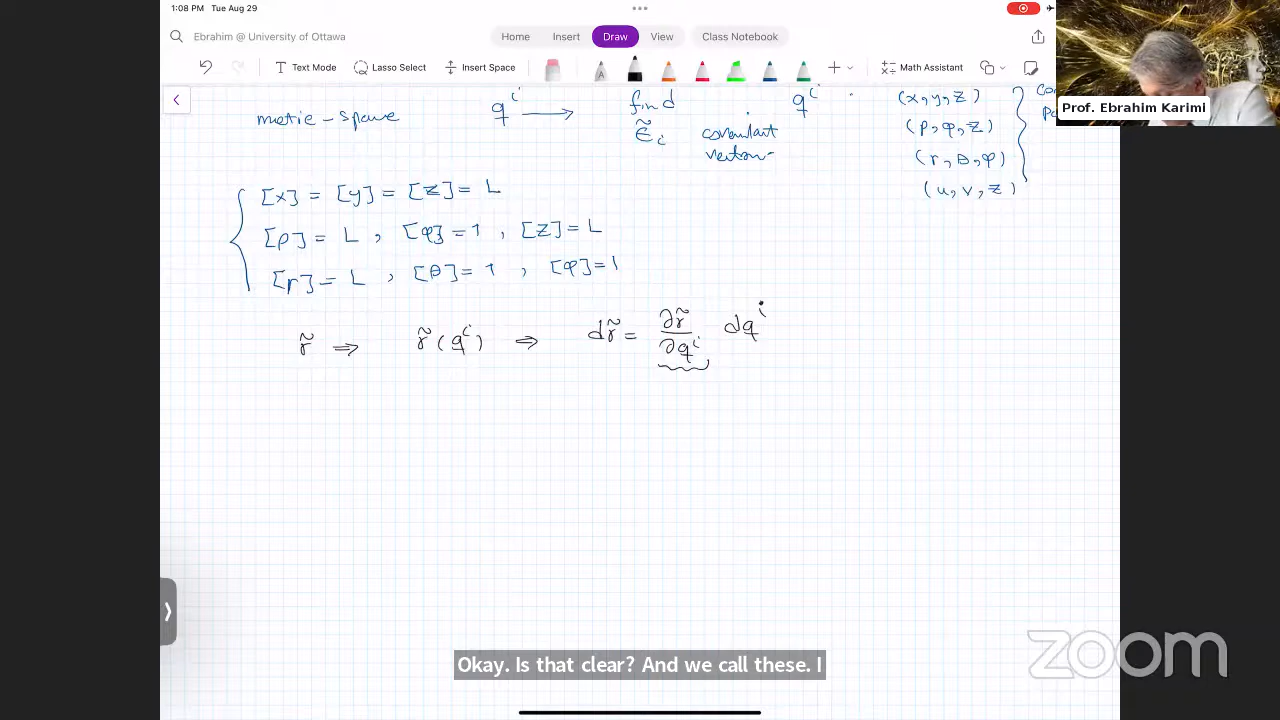 1:08 PM Tue Aug 29
Ebrahim @ University of Ottawa
Home Insert Draw View Class Notebook
Text Mode Lasso Select Insert Space Math Assistant
Prof. Ebrahim Karimi
metric-space q^i → find ε̃_i covariant vector q^i
(x, y, z)
(ρ, φ, z)
(r, θ, φ)
(u, v, z)
[x] = [y] = [z] = L
[ρ] = L , [φ] = 1 , [z] = L
[r] = L , [θ] = 1 , [φ] = 1
r̃ ⇒ r̃(q^i) ⇒ dr̃ = ∂r̃/∂q^i dq^i
Okay. Is that clear? And we call these. I
zoom